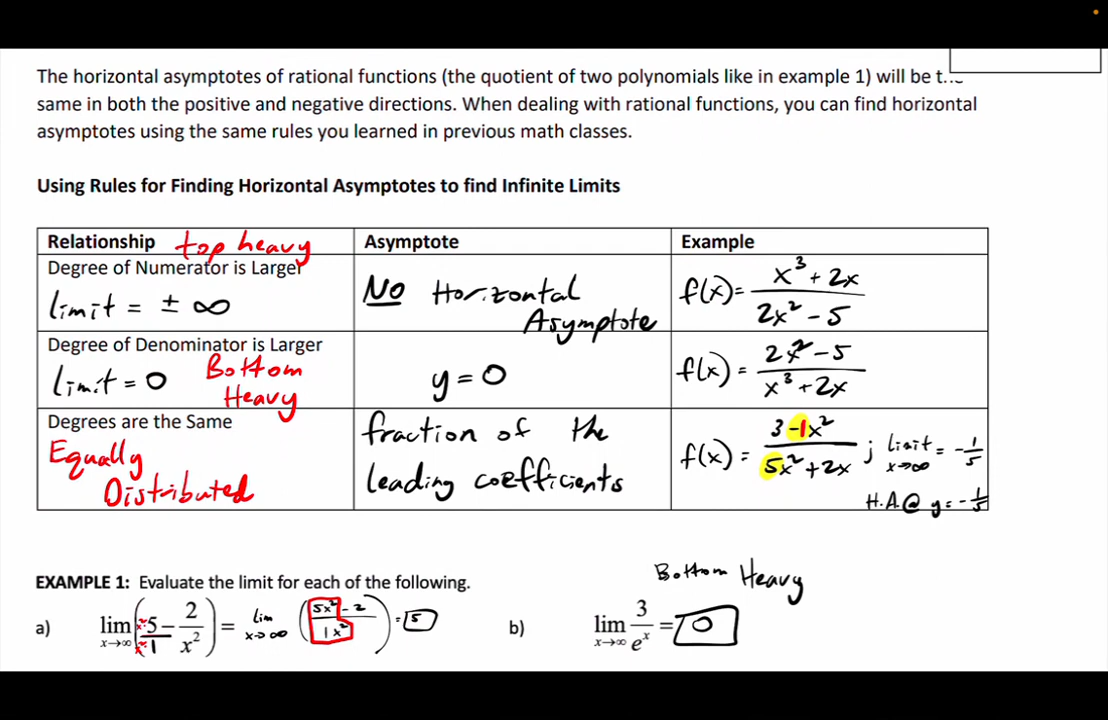 The horizontal asymptotes of rational functions (the quotient of two polynomials like in example 1) will be
same in both the positive and negative directions. When dealing with rational functions, you can find horizontal
asymptotes using the same rules you learned in previous math classes.
Using Rules for Finding Horizontal Asymptotes to find Infinite Limits
Relationship top heavy
Asymptote
Example
Degree of Numerator is Larger
limit = ± ∞
No Horizontal
Asymptote
f(x) = (x³ + 2x)/(2x² - 5)
Degree of Denominator is Larger
limit = 0 Bottom
Heavy
y = 0
f(x) = (2x² - 5)/(x³ + 2x)
Degrees are the Same
Equally
Distributed
fraction of the
leading coefficients
f(x) = (3 - 1x²)/(5x² + 2x) ; limit x→∞ = -1/5
H.A. @ y = -1/5
EXAMPLE 1: Evaluate the limit for each of the following.
Bottom Heavy
a) lim x→∞ (x²·5/x²·1 - 2/x²) = lim x→∞ ((5x² - 2)/1x²) = 5
b) lim x→∞ 3/eˣ = 0